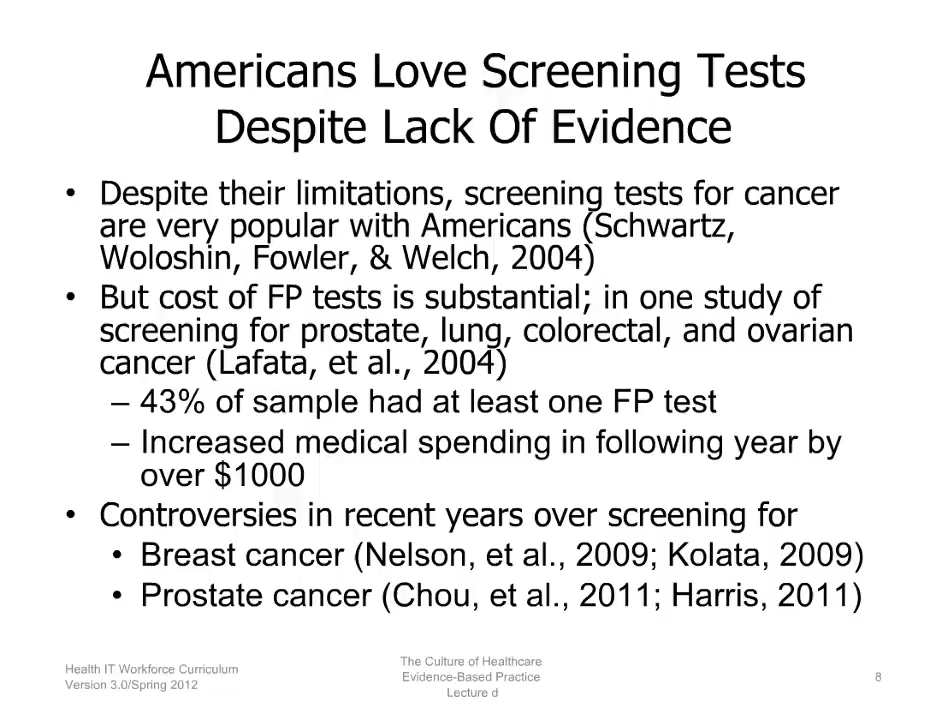 Americans Love Screening Tests
Despite Lack Of Evidence
• Despite their limitations, screening tests for cancer
are very popular with Americans (Schwartz,
Woloshin, Fowler, & Welch, 2004)
• But cost of FP tests is substantial; in one study of
screening for prostate, lung, colorectal, and ovarian
cancer (Lafata, et al., 2004)
– 43% of sample had at least one FP test
– Increased medical spending in following year by
over $1000
• Controversies in recent years over screening for
• Breast cancer (Nelson, et al., 2009; Kolata, 2009)
• Prostate cancer (Chou, et al., 2011; Harris, 2011)
Health IT Workforce Curriculum
Version 3.0/Spring 2012
The Culture of Healthcare
Evidence-Based Practice
Lecture d
8